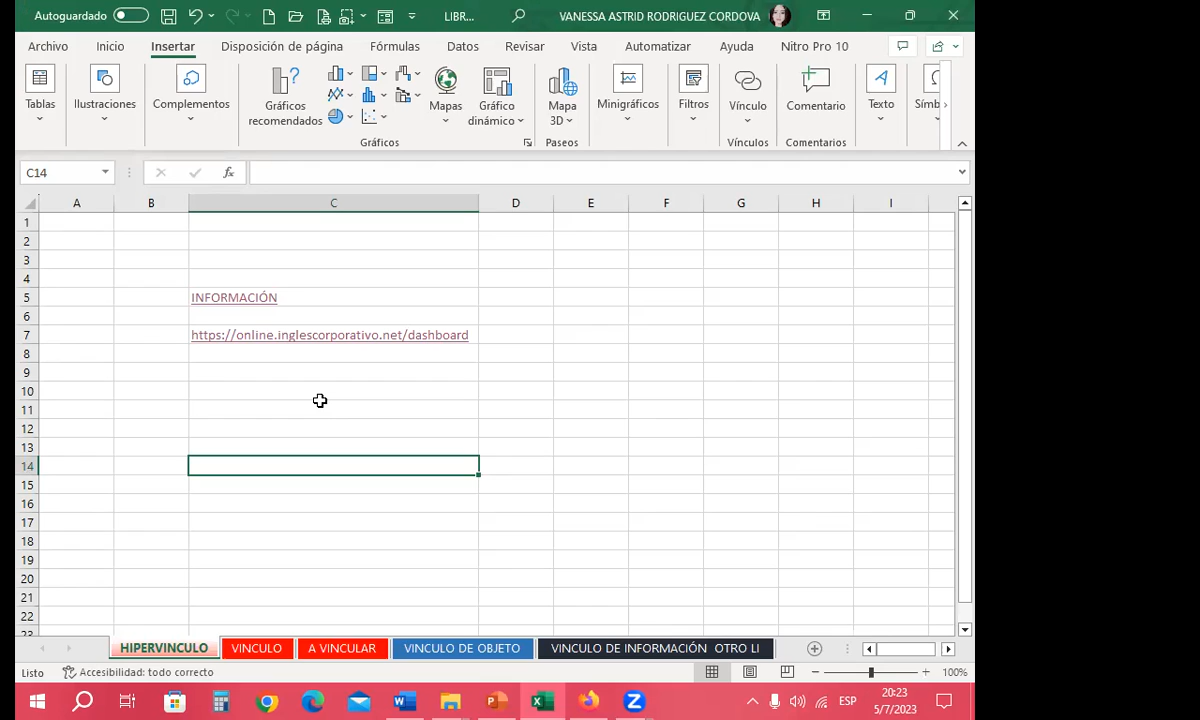 Autoguardado
LIBR...
VANESSA ASTRID RODRIGUEZ CORDOVA
Archivo Inicio Insertar Disposición de página Fórmulas Datos Revisar Vista Automatizar Ayuda Nitro Pro 10
Tablas
Ilustraciones
Complementos
Gráficos recomendados
Mapas
Gráfico dinámico
Mapa 3D
Minigráficos
Filtros
Vínculo
Comentario
Texto
Símb
Gráficos Paseos Vínculos Comentarios
C14 fx
A B C D E F G H I
1
2
3
4
5 INFORMACIÓN
6
7 https://online.inglescorporativo.net/dashboard
8
9
10
11
12
13
14
15
16
17
18
19
20
21
22
23
HIPERVINCULO VINCULO A VINCULAR VINCULO DE OBJETO VINCULO DE INFORMACIÓN OTRO LI
Listo Accesibilidad: todo correcto 100%
ESP
20:23
5/7/2023